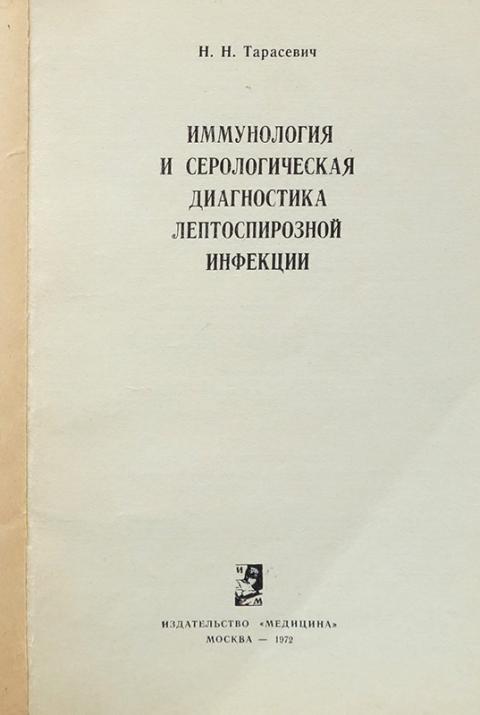 Н. Н. Тарасевич
ИММУНОЛОГИЯ
И СЕРОЛОГИЧЕСКАЯ
ДИАГНОСТИКА
ЛЕПТОСПИРОЗНОЙ
ИНФЕКЦИИ
И
М
ИЗДАТЕЛЬСТВО «МЕДИЦИНА»
МОСКВА — 1972